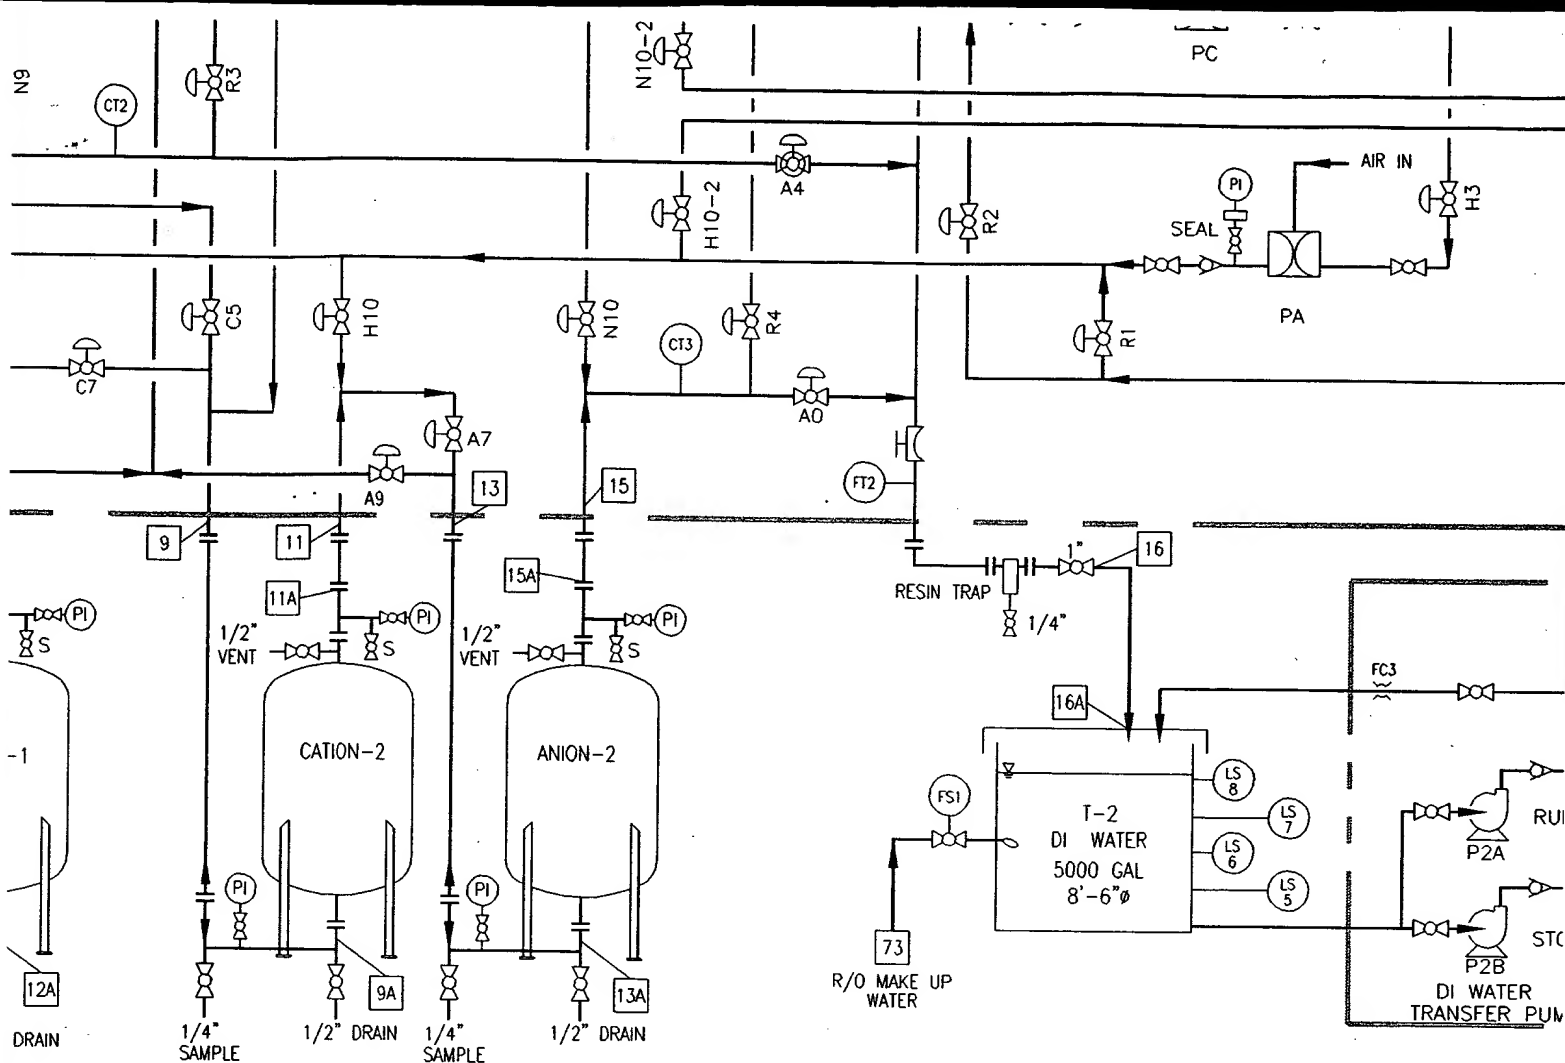 PC
N9
R3
N10-2
CT2
A4
AIR IN
PI
SEAL
H3
R2
H10-2
PA
C5
H10
N10
R4
R1
CT3
C7
A0
A7
A9
13
15
FT2
9
11
1"
16
15A
11A
RESIN TRAP
1/4"
PI
PI
PI
S
S
S
1/2"
VENT
1/2"
VENT
FC3
16A
-1
CATION-2
ANION-2
LS
8
FS1
LS
7
T-2
DI WATER
5000 GAL
8'-6"ø
LS
6
LS
5
P2A
PI
PI
73
P2B
12A
9A
13A
R/O MAKE UP
WATER
DI WATER
TRANSFER PUM
DRAIN
1/4"
SAMPLE
1/2" DRAIN
1/4"
SAMPLE
1/2" DRAIN